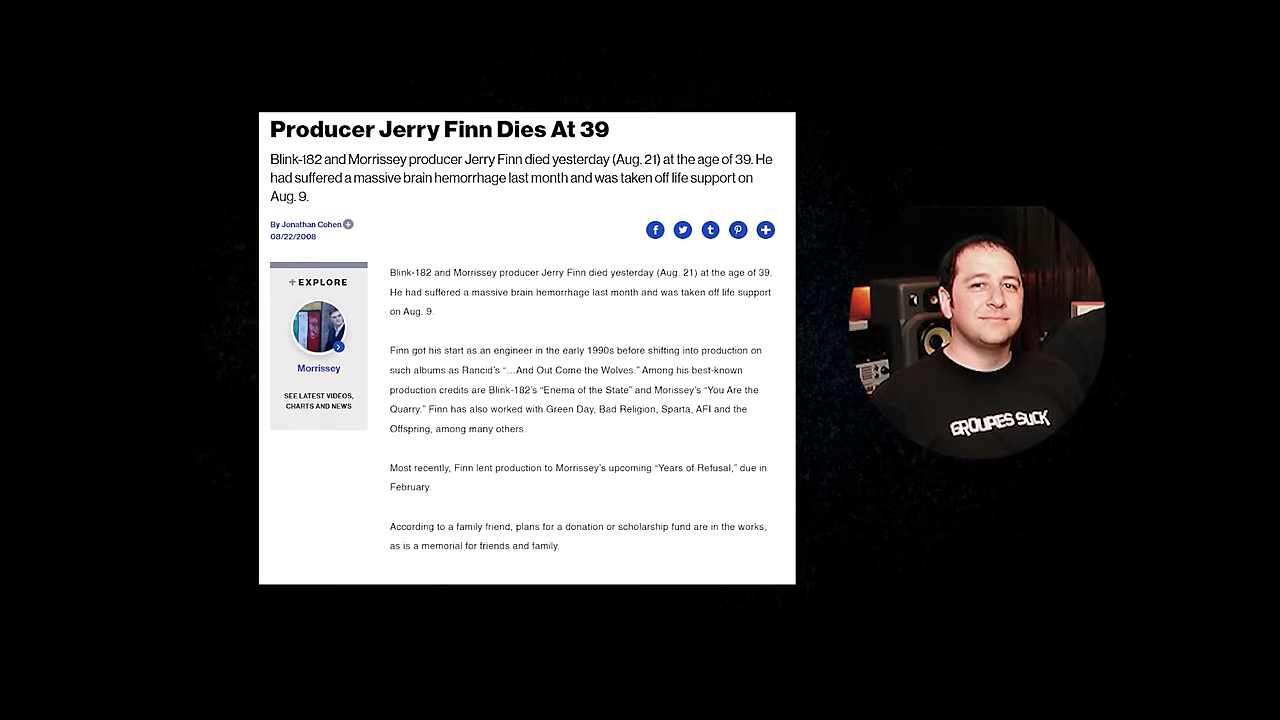 Producer Jerry Finn Dies At 39
Blink-182 and Morrissey producer Jerry Finn died yesterday (Aug. 21) at the age of 39. He
had suffered a massive brain hemorrhage last month and was taken off life support on
Aug. 9.
By Jonathan Cohen
08/22/2008
+EXPLORE
Morrissey
SEE LATEST VIDEOS,
CHARTS AND NEWS
Blink-182 and Morrissey producer Jerry Finn died yesterday (Aug. 21) at the age of 39.
He had suffered a massive brain hemorrhage last month and was taken off life support
on Aug. 9.
Finn got his start as an engineer in the early 1990s before shifting into production on
such albums as Rancid's "...And Out Come the Wolves." Among his best-known
production credits are Blink-182's "Enema of the State" and Morissey's "You Are the
Quarry." Finn has also worked with Green Day, Bad Religion, Sparta, AFI and the
Offspring, among many others.
Most recently, Finn lent production to Morrissey's upcoming "Years of Refusal," due in
February.
According to a family friend, plans for a donation or scholarship fund are in the works,
as is a memorial for friends and family.
GROUPIES SUCK